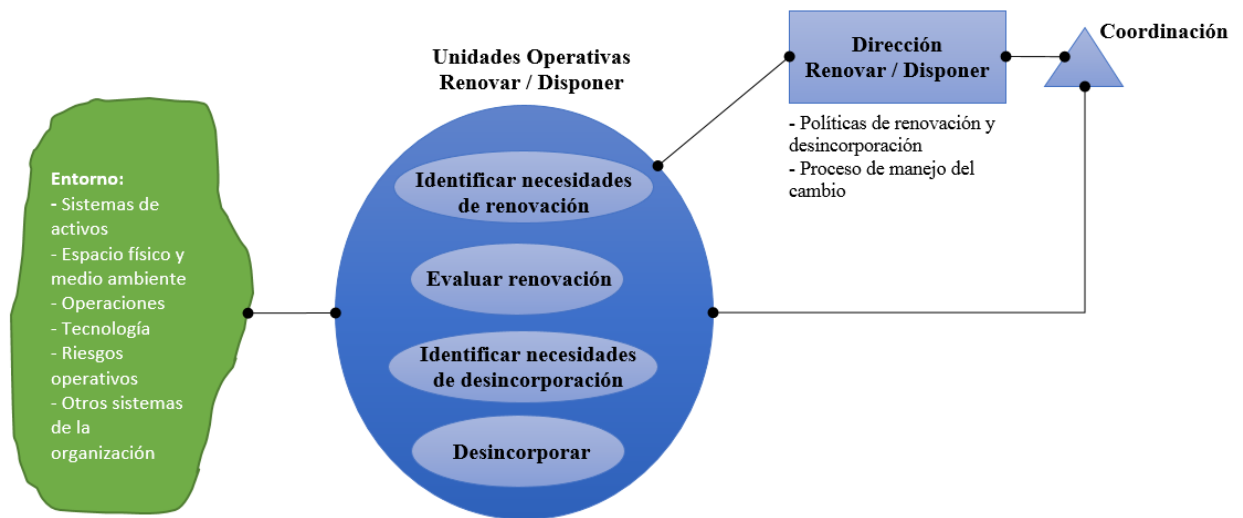 Entorno:
- Sistemas de
activos
- Espacio físico y
medio ambiente
- Operaciones
- Tecnología
- Riesgos
operativos
- Otros sistemas
de la
organización
Unidades Operativas
Renovar / Disponer
Identificar necesidades
de renovación
Evaluar renovación
Identificar necesidades
de desincorporación
Desincorporar
Dirección
Renovar / Disponer
- Políticas de renovación y
desincorporación
- Proceso de manejo del
cambio
Coordinación